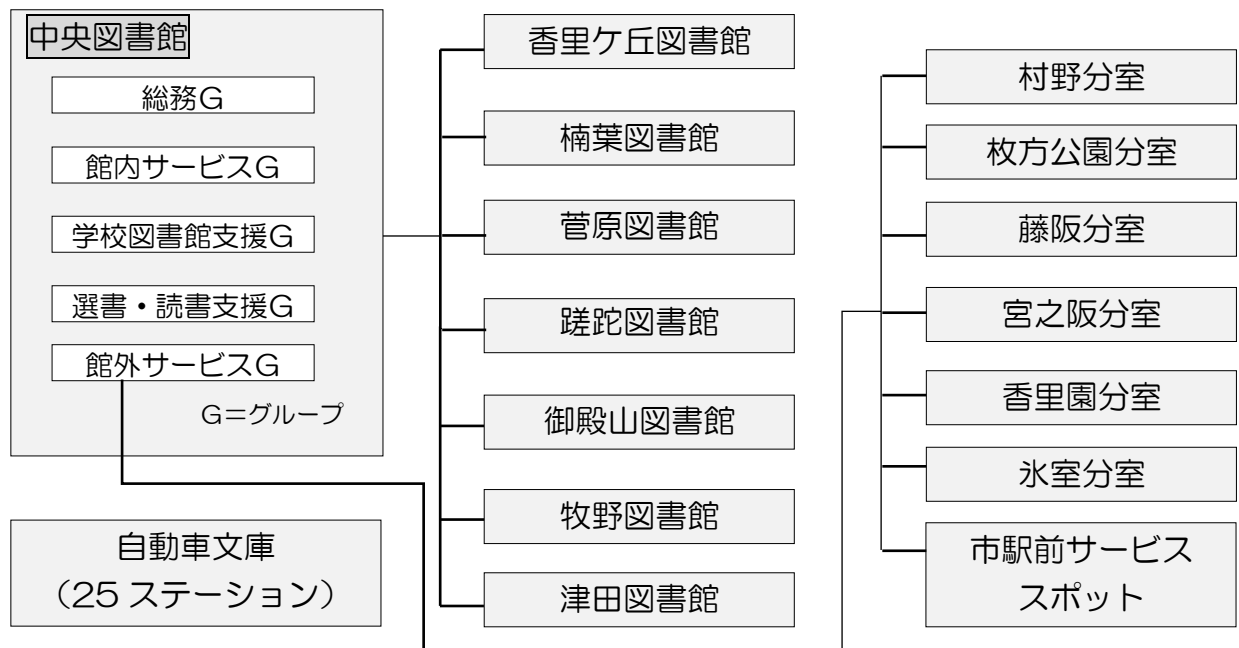 中央図書館
総務G
館内サービスG
学校図書館支援G
選書・読書支援G
館外サービスG
G=グループ
自動車文庫
(25ステーション)
香里ケ丘図書館
楠葉図書館
菅原図書館
蹉跎図書館
御殿山図書館
牧野図書館
津田図書館
村野分室
枚方公園分室
藤阪分室
宮之阪分室
香里園分室
氷室分室
市駅前サービス
スポット